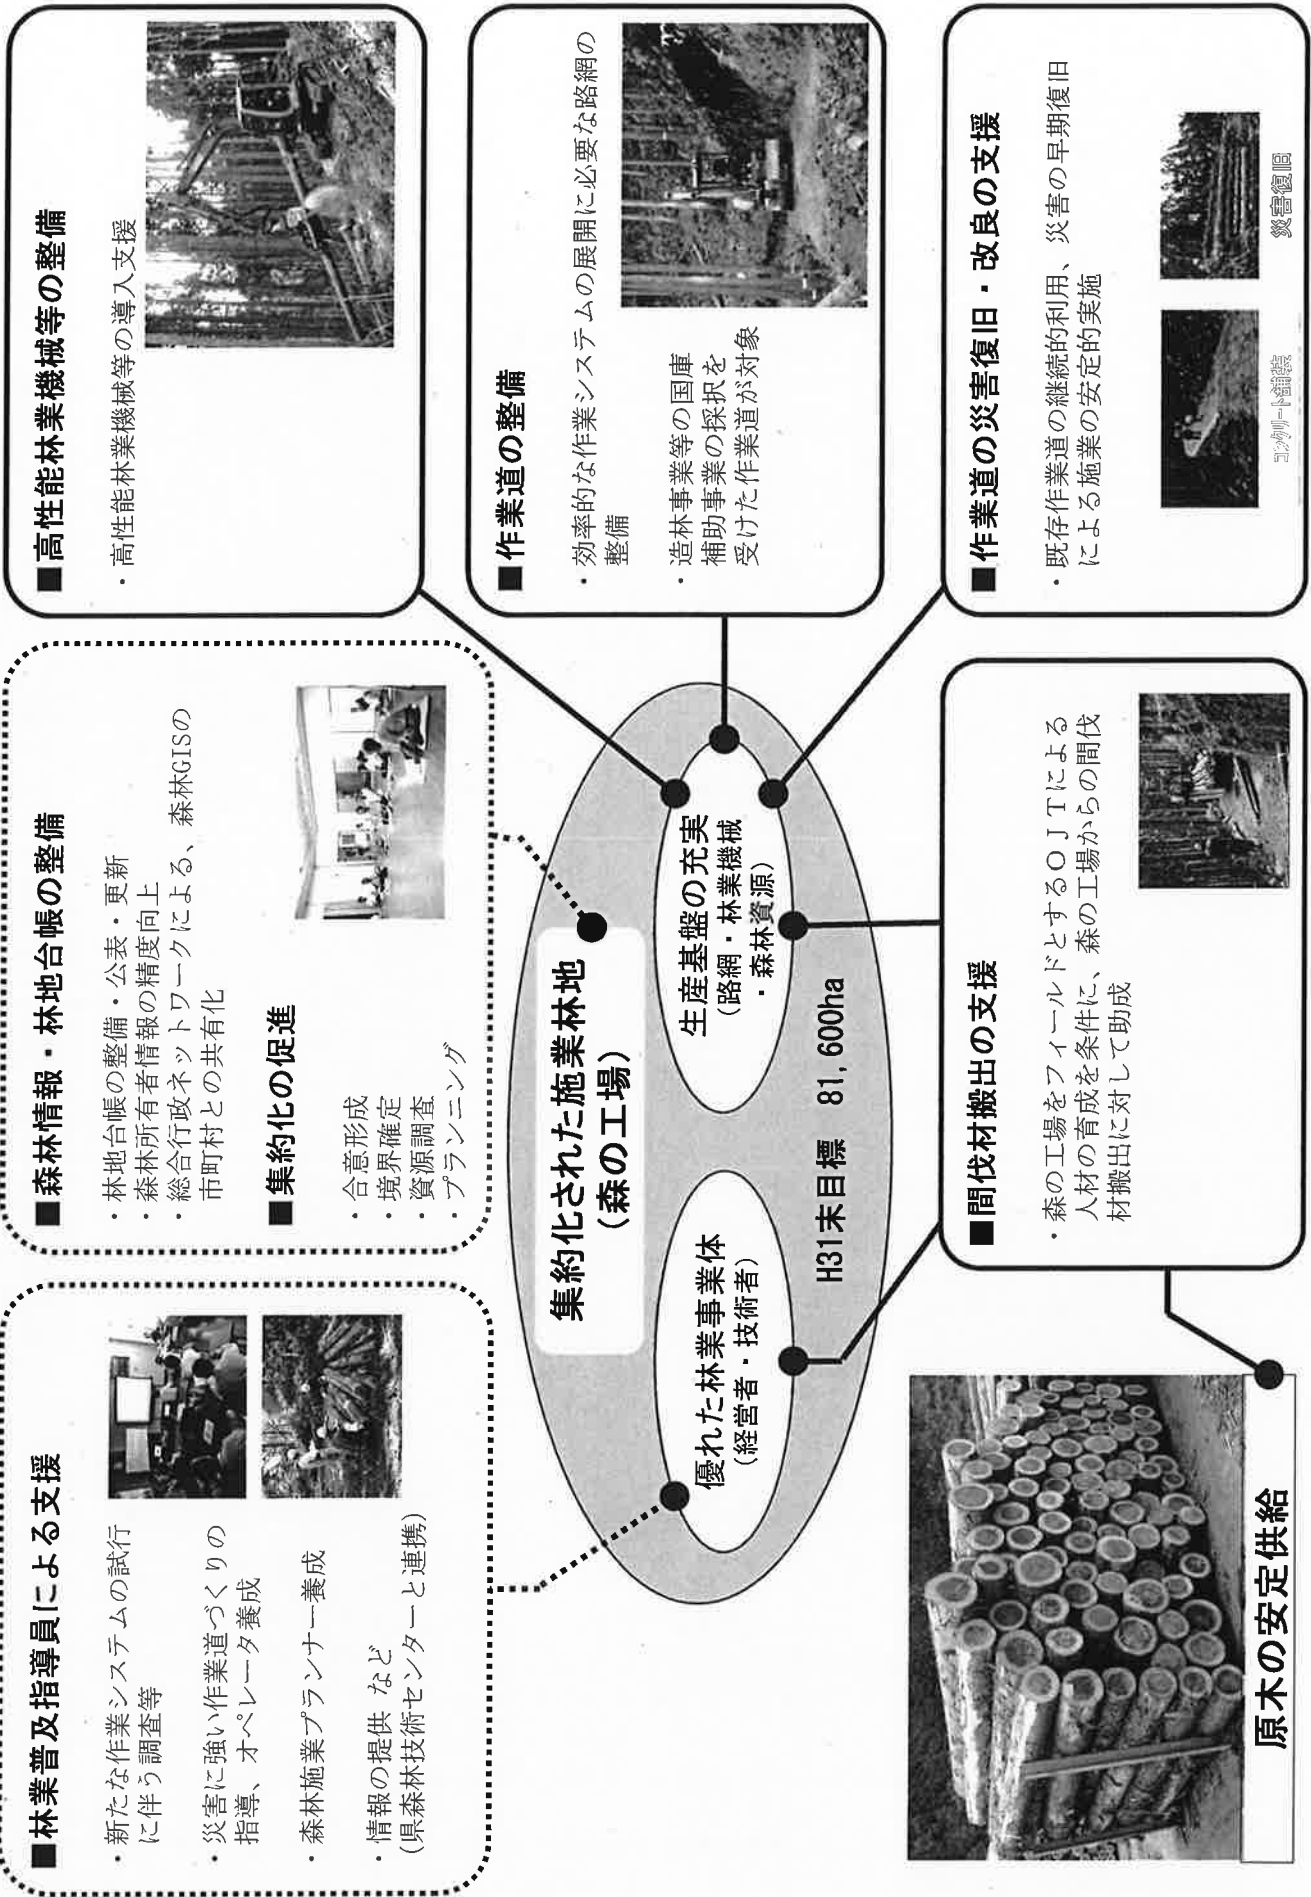 ■林業普及指導員による支援
・新たな作業システムの試行
に伴う調査等
・災害に強い作業道づくりの
指導、オペレータ養成
・森林施業プランナー養成
・情報の提供 など
(県森林技術センターと連携)
■森林情報・林地台帳の整備
・林地台帳の整備・公表・更新
・森林所有者情報の精度向上
・総合行政ネットワークによる、森林GISの
市町村との共有化
■集約化の促進
・合意形成
・境界確定
・資源調査
・プランニング
■高性能林業機械等の整備
・高性能林業機械等の導入支援
■作業道の整備
・効率的な作業システムの展開に必要な路網の
整備
・造林事業等の国庫
補助事業の採択を
受けた作業道が対象
■作業道の災害復旧・改良の支援
・既存作業道の継続的利用、災害の早期復旧
による施業の安定的実施
コンクリート舗装
災害復旧
集約化された施業林地
(森の工場)
優れた林業事業体
(経営者・技術者)
生産基盤の充実
(路網・林業機械
・森林資源)
H31末目標 81,600ha
■間伐材搬出の支援
・森の工場をフィールドとするOJTによる
人材の育成を条件に、森の工場からの間伐
材搬出に対して助成
原木の安定供給